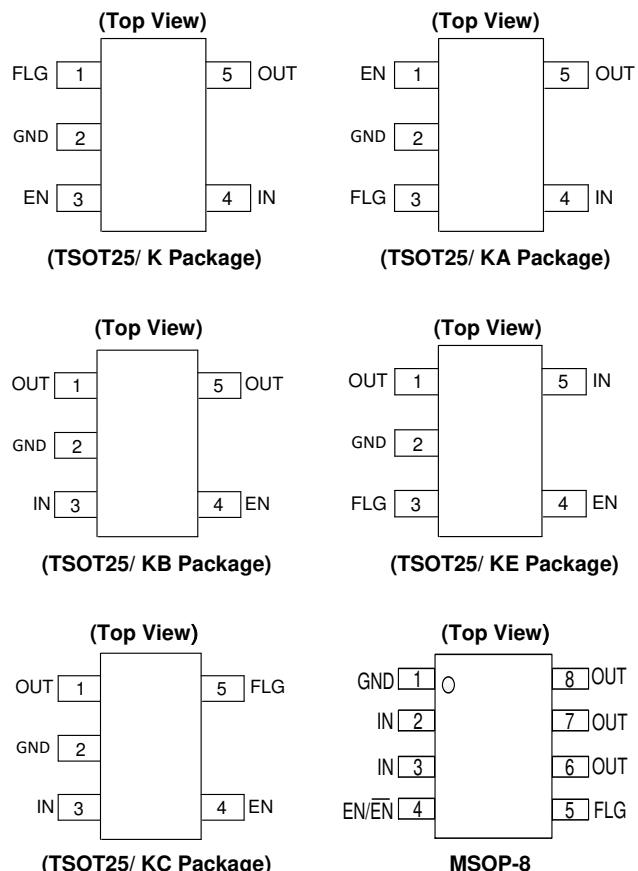 (Top View)
FLG 1 5 OUT
GND 2
EN 3 4 IN
(TSOT25/ K Package)
(Top View)
EN 1 5 OUT
GND 2
FLG 3 4 IN
(TSOT25/ KA Package)
(Top View)
OUT 1 5 OUT
GND 2
IN 3 4 EN
(TSOT25/ KB Package)
(Top View)
OUT 1 5 IN
GND 2
FLG 3 4 EN
(TSOT25/ KE Package)
(Top View)
OUT 1 5 FLG
GND 2
IN 3 4 EN
(TSOT25/ KC Package)
(Top View)
GND 1 8 OUT
IN 2 7 OUT
IN 3 6 OUT
EN/E̅N̅ 4 5 FLG
MSOP-8